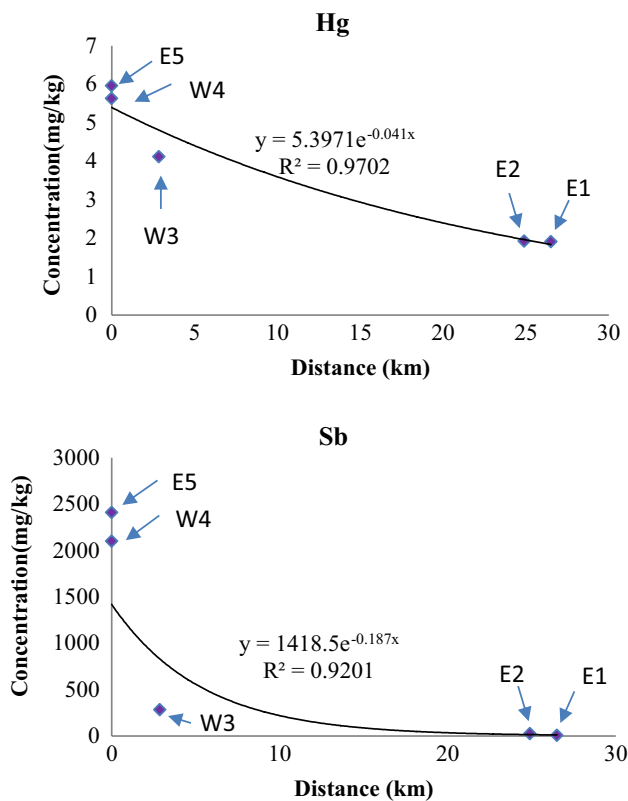 Hg
Concentration(mg/kg)
7
6
5
4
3
2
1
0
E5
W4
y = 5.3971e^-0.041x
R² = 0.9702
W3
E2
E1
0 5 10 15 20 25 30
Distance (km)
Sb
Concentration(mg/kg)
3000
2500
2000
1500
1000
500
0
E5
W4
y = 1418.5e^-0.187x
R² = 0.9201
W3
E2
E1
0 10 20 30
Distance (km)